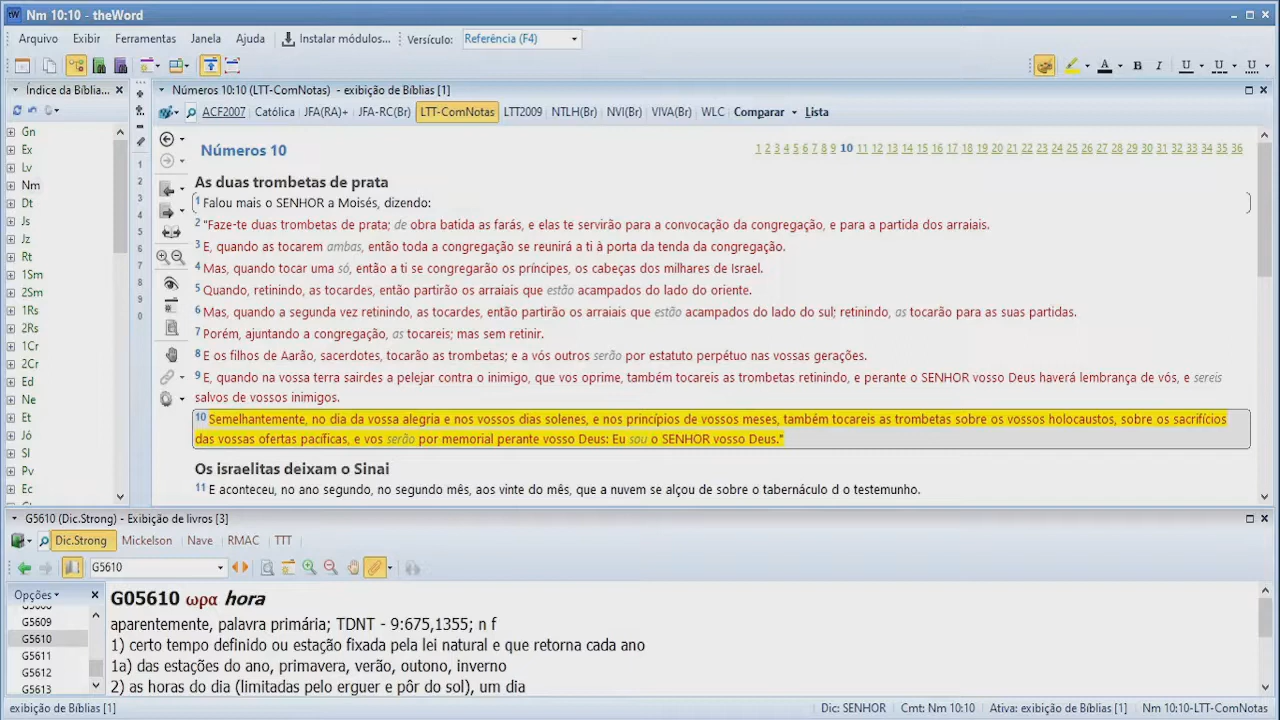 Nm 10:10 - theWord
Arquivo Exibir Ferramentas Janela Ajuda Instalar módulos... Versículo: Referência (F4)
Índice da Bíblia...
Números 10:10 (LTT-ComNotas) - exibição de Bíblias [1]
ACF2007 Católica JFA(RA)+ JFA-RC(Br) LTT-ComNotas LTT2009 NTLH(Br) NVI(Br) VIVA(Br) WLC Comparar Lista
Gn
Ex
Lv
Nm
Dt
Js
Jz
Rt
1Sm
2Sm
1Rs
2Rs
1Cr
2Cr
Ed
Ne
Et
Jó
Sl
Pv
Ec
1
2
3
4
5
6
7
8
9
0
Números 10
1 2 3 4 5 6 7 8 9 10 11 12 13 14 15 16 17 18 19 20 21 22 23 24 25 26 27 28 29 30 31 32 33 34 35 36
As duas trombetas de prata
1 Falou mais o SENHOR a Moisés, dizendo:
2 "Faze-te duas trombetas de prata; de obra batida as farás, e elas te servirão para a convocação da congregação, e para a partida dos arraiais.
3 E, quando as tocarem ambas, então toda a congregação se reunirá a ti à porta da tenda da congregação.
4 Mas, quando tocar uma só, então a ti se congregarão os príncipes, os cabeças dos milhares de Israel.
5 Quando, retinindo, as tocardes, então partirão os arraiais que estão acampados do lado do oriente.
6 Mas, quando a segunda vez retinindo, as tocardes, então partirão os arraiais que estão acampados do lado do sul; retinindo, as tocarão para as suas partidas.
7 Porém, ajuntando a congregação, as tocareis; mas sem retinir.
8 E os filhos de Aarão, sacerdotes, tocarão as trombetas; e a vós outros serão por estatuto perpétuo nas vossas gerações.
9 E, quando na vossa terra sairdes a pelejar contra o inimigo, que vos oprime, também tocareis as trombetas retinindo, e perante o SENHOR vosso Deus haverá lembrança de vós, e sereis
salvos de vossos inimigos.
10 Semelhantemente, no dia da vossa alegria e nos vossos dias solenes, e nos princípios de vossos meses, também tocareis as trombetas sobre os vossos holocaustos, sobre os sacrifícios
das vossas ofertas pacíficas, e vos serão por memorial perante vosso Deus: Eu sou o SENHOR vosso Deus."
Os israelitas deixam o Sinai
11 E aconteceu, no ano segundo, no segundo mês, aos vinte do mês, que a nuvem se alçou de sobre o tabernáculo d o testemunho.
G5610 (Dic.Strong) - Exibição de livros [3]
Dic.Strong Mickelson Nave RMAC TTT
G5610
Opções
G5608
G5609
G5610
G5611
G5612
G5613
G05610 ωρα hora
aparentemente, palavra primária; TDNT - 9:675,1355; n f
1) certo tempo definido ou estação fixada pela lei natural e que retorna cada ano
1a) das estações do ano, primavera, verão, outono, inverno
2) as horas do dia (limitadas pelo erguer e pôr do sol), um dia
exibição de Bíblias [1] Dic: SENHOR Cmt: Nm 10:10 Ativa: exibição de Bíblias [1] Nm 10:10-LTT-ComNotas